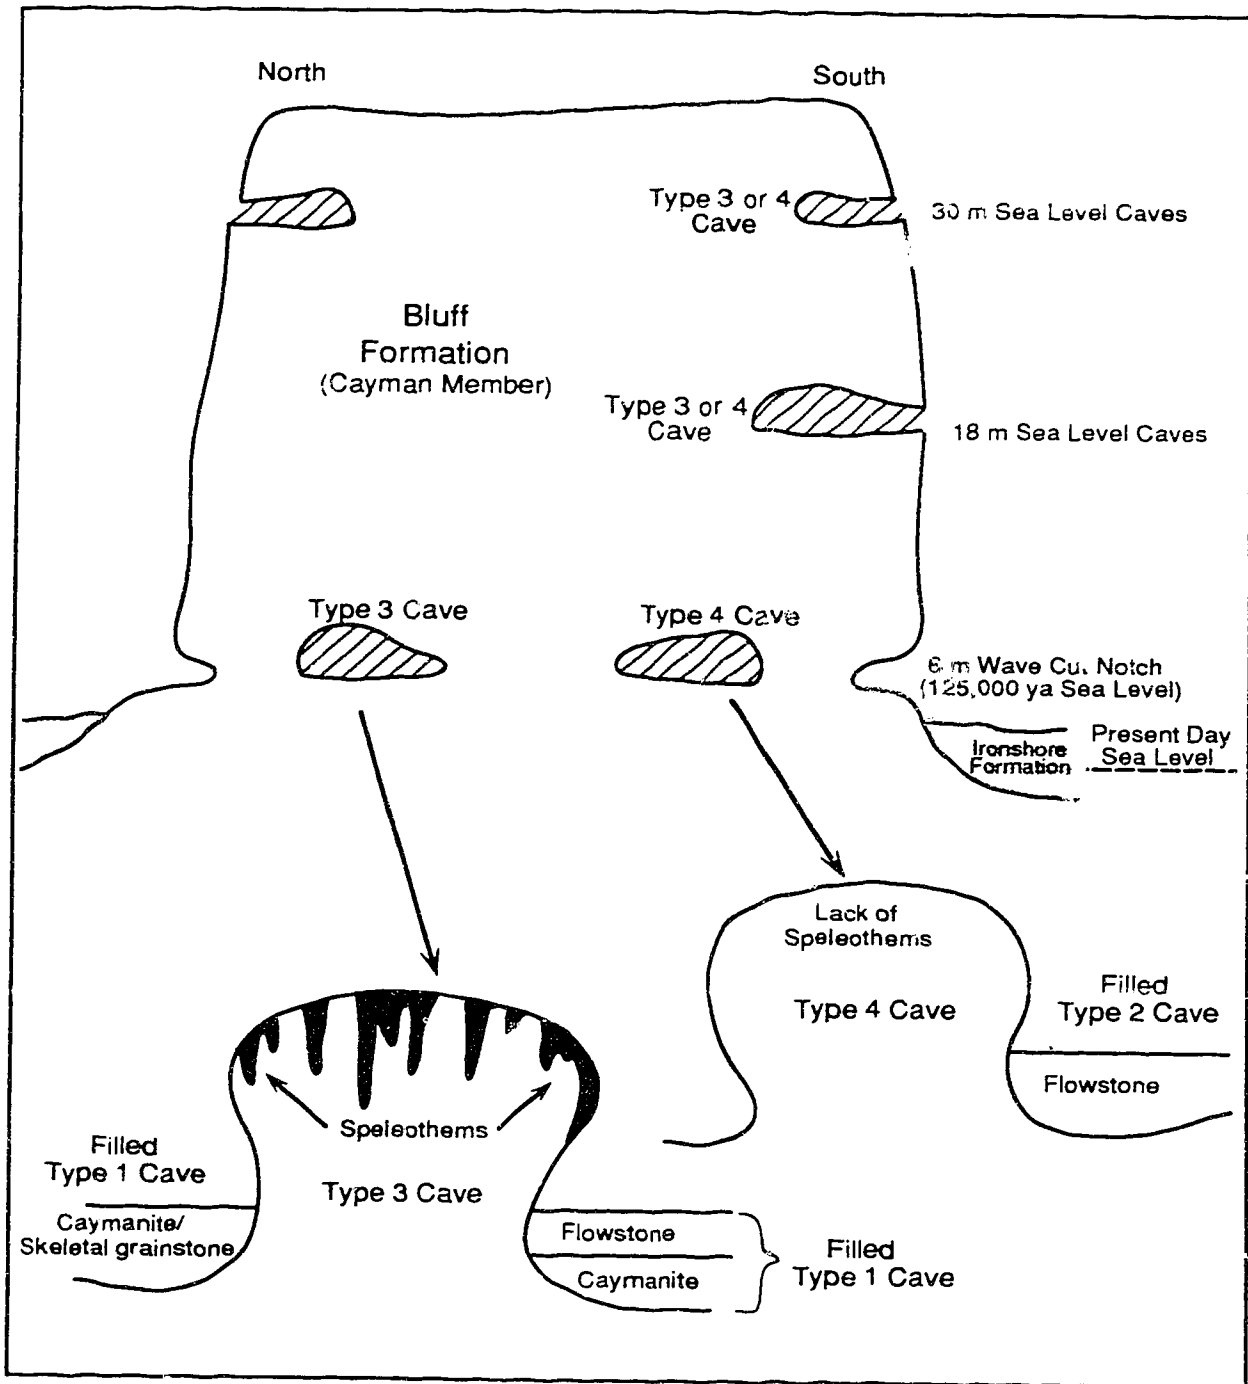 North
South
Type 3 or 4
Cave
30 m Sea Level Caves
Bluff
Formation
(Cayman Member)
Type 3 or 4
Cave
18 m Sea Level Caves
Type 3 Cave
Type 4 Cave
6 m Wave Cut Notch
(125,000 ya Sea Level)
Ironshore
Formation
Present Day
Sea Level
Lack of
Speleothems
Type 4 Cave
Filled
Type 2 Cave
Flowstone
Speleothems
Filled
Type 1 Cave
Type 3 Cave
Caymanite/
Skeletal grainstone
Flowstone
Caymanite
Filled
Type 1 Cave